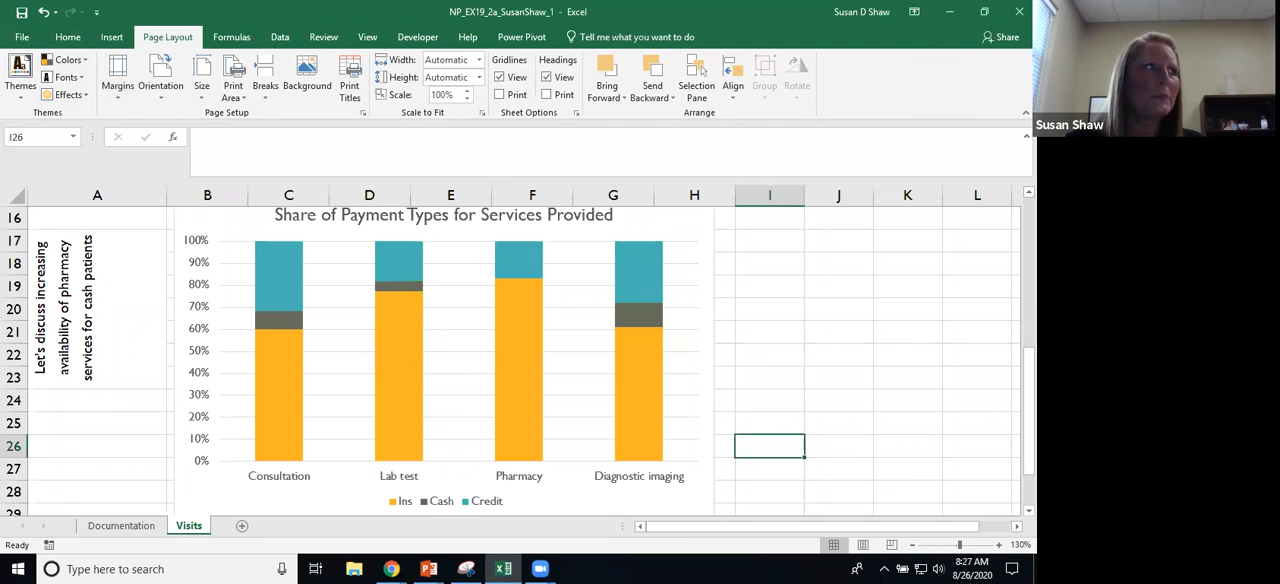 NP_EX19_2a_SusanShaw_1 - Excel
Susan D Shaw
File Home Insert Page Layout Formulas Data Review View Developer Help Power Pivot Tell me what you want to do Share
Themes
Colors
Fonts
Effects
Margins
Orientation
Size
Print Area
Breaks
Background
Print Titles
Width: Automatic
Height: Automatic
Scale: 100%
Gridlines
View
Print
Headings
View
Print
Bring Forward
Send Backward
Selection Pane
Align
Group
Rotate
Themes Page Setup Scale to Fit Sheet Options Arrange
Susan Shaw
I26
fx
A B C D E F G H I J K L
16
17
18
19
20
21
22
23
24
25
26
27
28
29
Let's discuss increasing
availability of pharmacy
services for cash patients
Share of Payment Types for Services Provided
100%
90%
80%
70%
60%
50%
40%
30%
20%
10%
0%
Consultation Lab test Pharmacy Diagnostic imaging
Ins Cash Credit
Documentation Visits
Ready
130%
Type here to search
8:27 AM
8/26/2020